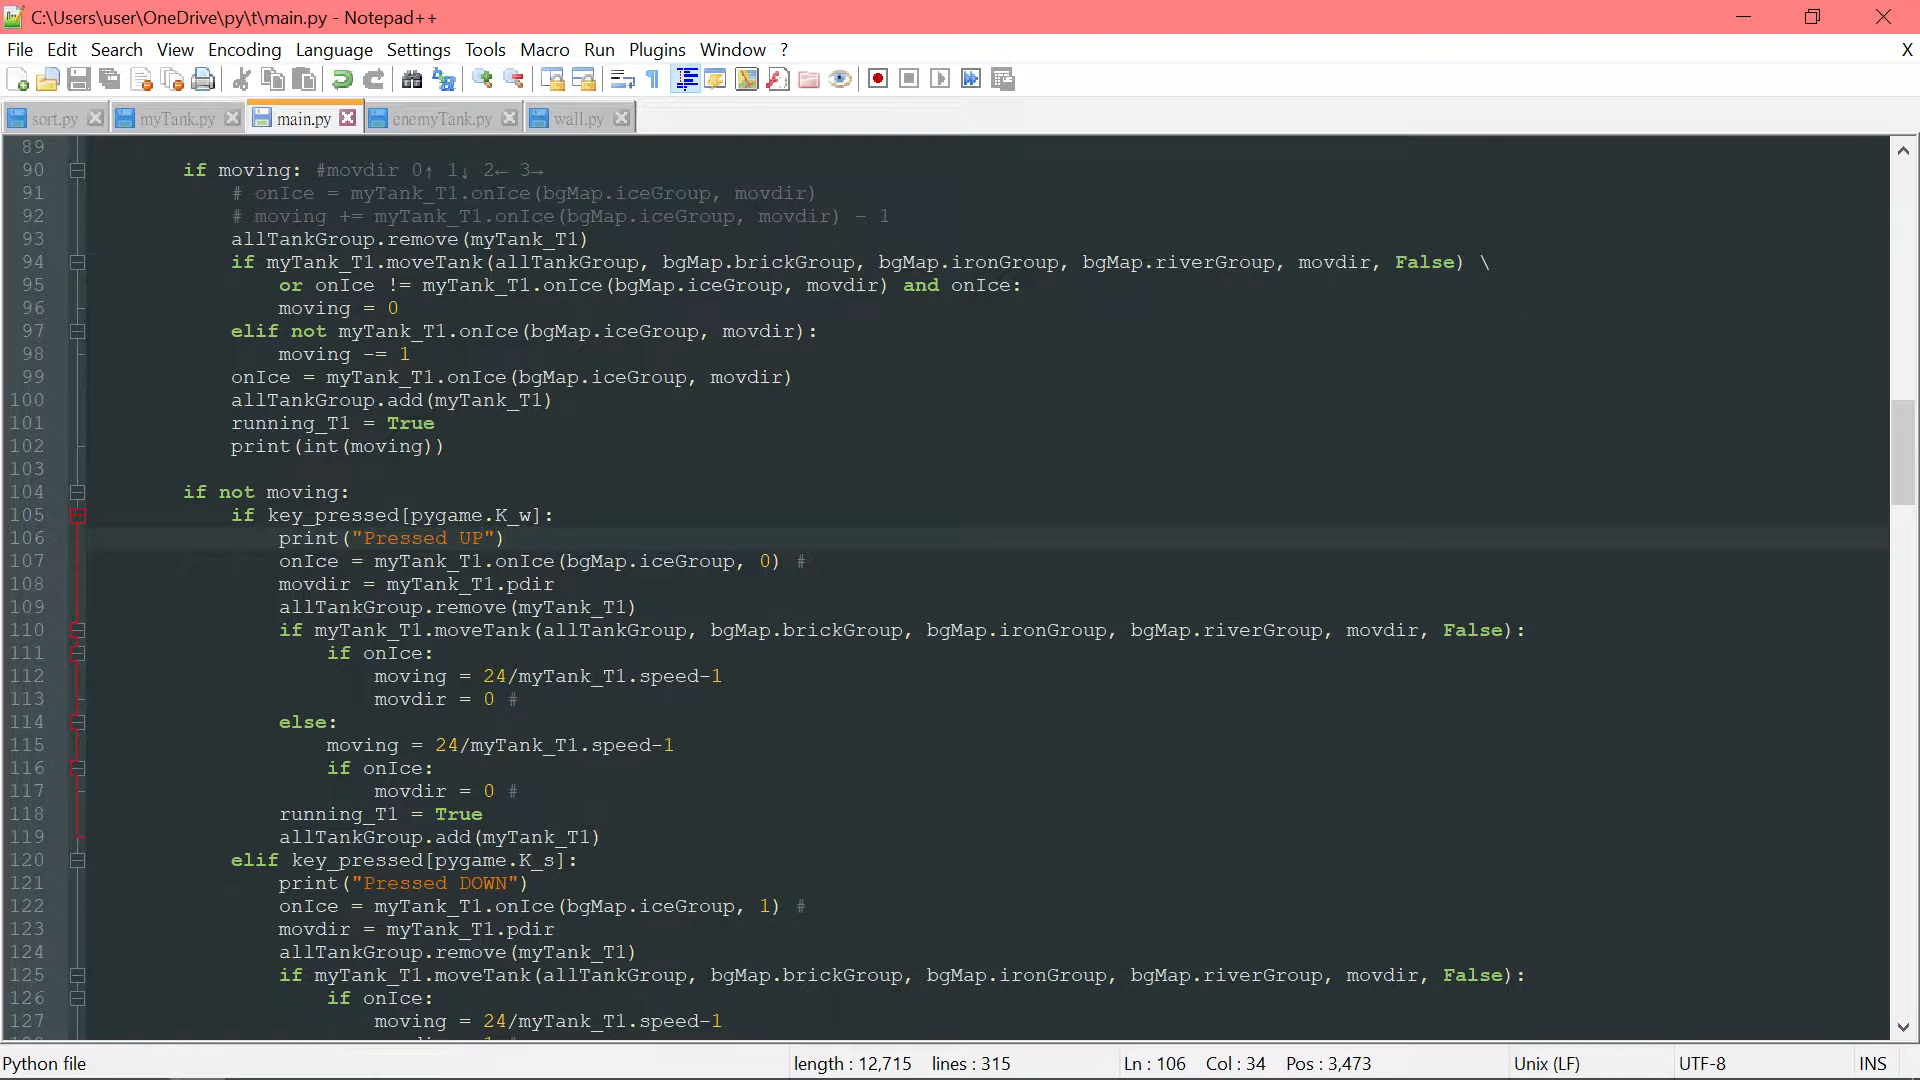 C:\Users\user\OneDrive\py\t\main.py - Notepad++
File Edit Search View Encoding Language Settings Tools Macro Run Plugins Window ? X
sort.py myTank.py main.py enemyTank.py wall.py
89
90 if moving: #movdir 0↑ 1↓ 2← 3→
91 # onIce = myTank_T1.onIce(bgMap.iceGroup, movdir)
92 # moving += myTank_T1.onIce(bgMap.iceGroup, movdir) - 1
93 allTankGroup.remove(myTank_T1)
94 if myTank_T1.moveTank(allTankGroup, bgMap.brickGroup, bgMap.ironGroup, bgMap.riverGroup, movdir, False) \
95 or onIce != myTank_T1.onIce(bgMap.iceGroup, movdir) and onIce:
96 moving = 0
97 elif not myTank_T1.onIce(bgMap.iceGroup, movdir):
98 moving -= 1
99 onIce = myTank_T1.onIce(bgMap.iceGroup, movdir)
100 allTankGroup.add(myTank_T1)
101 running_T1 = True
102 print(int(moving))
103
104 if not moving:
105 if key_pressed[pygame.K_w]:
106 print("Pressed UP")
107 onIce = myTank_T1.onIce(bgMap.iceGroup, 0) #
108 movdir = myTank_T1.pdir
109 allTankGroup.remove(myTank_T1)
110 if myTank_T1.moveTank(allTankGroup, bgMap.brickGroup, bgMap.ironGroup, bgMap.riverGroup, movdir, False):
111 if onIce:
112 moving = 24/myTank_T1.speed-1
113 movdir = 0 #
114 else:
115 moving = 24/myTank_T1.speed-1
116 if onIce:
117 movdir = 0 #
118 running_T1 = True
119 allTankGroup.add(myTank_T1)
120 elif key_pressed[pygame.K_s]:
121 print("Pressed DOWN")
122 onIce = myTank_T1.onIce(bgMap.iceGroup, 1) #
123 movdir = myTank_T1.pdir
124 allTankGroup.remove(myTank_T1)
125 if myTank_T1.moveTank(allTankGroup, bgMap.brickGroup, bgMap.ironGroup, bgMap.riverGroup, movdir, False):
126 if onIce:
127 moving = 24/myTank_T1.speed-1
Python file length : 12,715 lines : 315 Ln : 106 Col : 34 Pos : 3,473 Unix (LF) UTF-8 INS